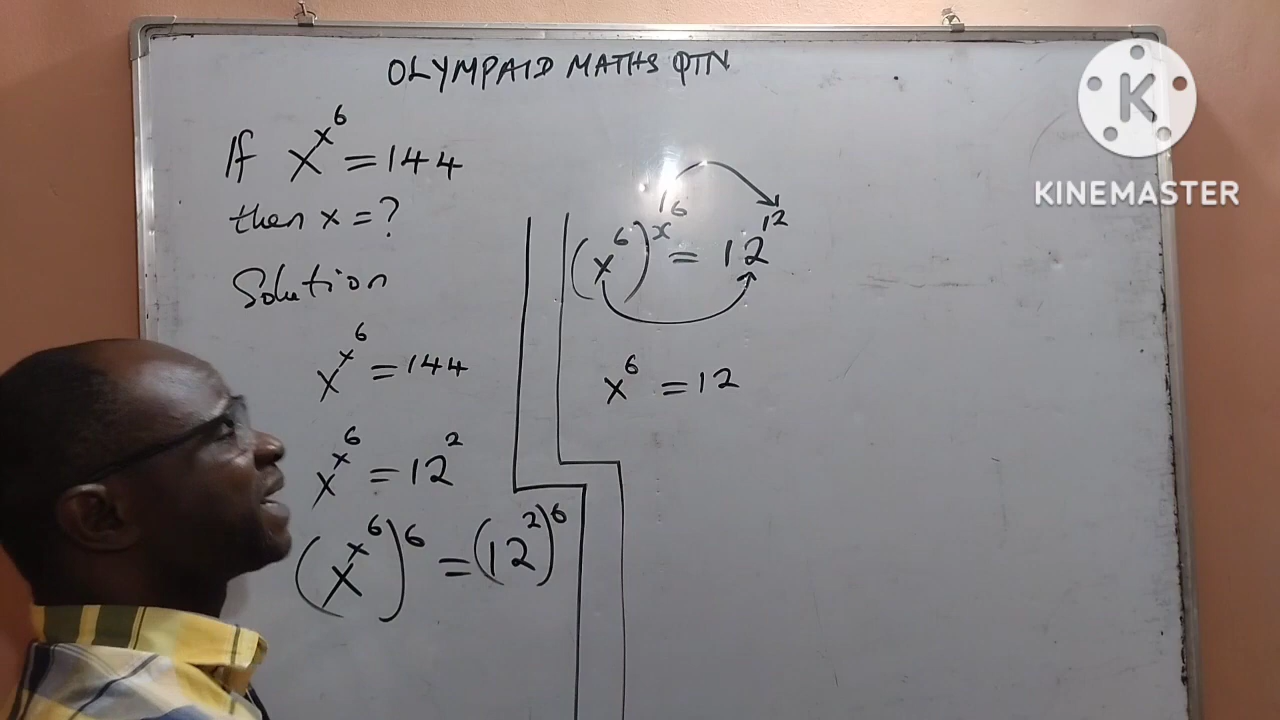 OLYMPAID MATHS QTN
If x^x^6 = 144
then x = ?
Solution
x^x^6 = 144
x^x^6 = 12^2
(x^x^6)^6 = (12^2)^6
(x^6)^x^6 = 12^12
x^6 = 12
K
KINEMASTER